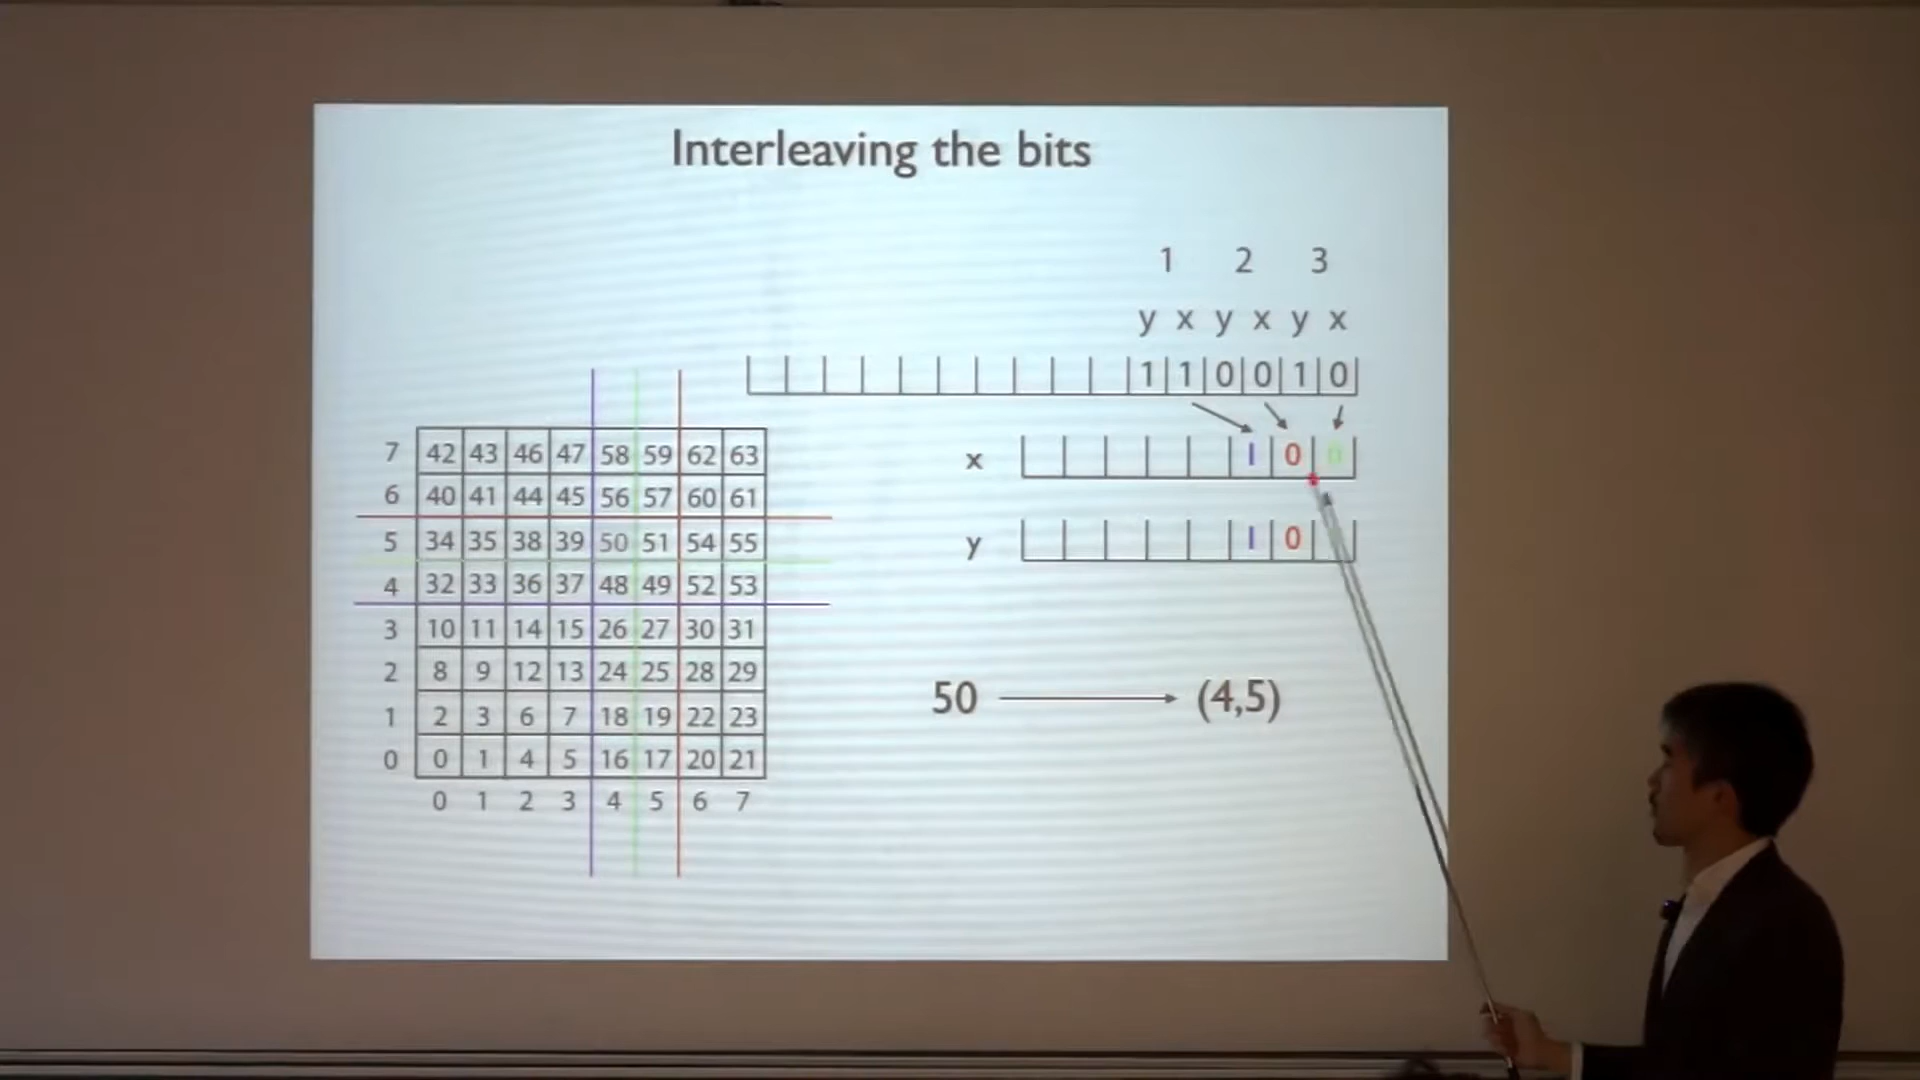 Interleaving the bits
1 2 3
y x y x y x
1 1 0 0 1 0
x 1 0 0
y 1 0
7 42 43 46 47 58 59 62 63
6 40 41 44 45 56 57 60 61
5 34 35 38 39 50 51 54 55
4 32 33 36 37 48 49 52 53
3 10 11 14 15 26 27 30 31
2 8 9 12 13 24 25 28 29
1 2 3 6 7 18 19 22 23
0 0 1 4 5 16 17 20 21
0 1 2 3 4 5 6 7
50 (4,5)